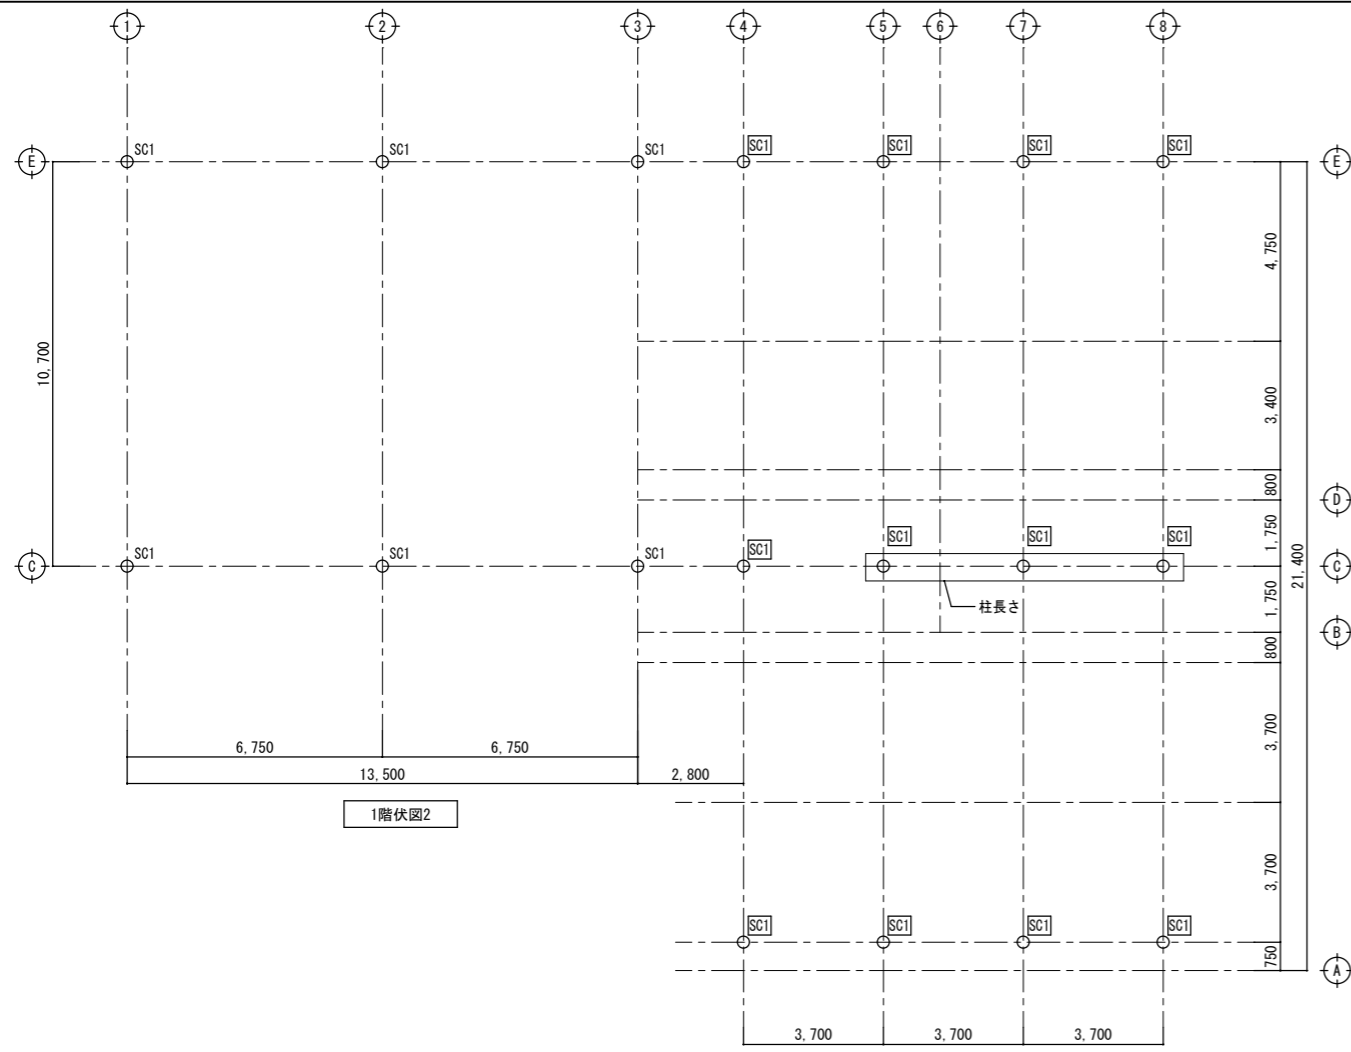 1 2 3 4 5 6 7 8
SC1 SC1 SC1 SC1 SC1 SC1 SC1
E E
4,750
10,700
3,400
800
D
1,750
SC1 SC1 SC1 SC1 SC1 SC1 SC1
C C
21,400
1,750
柱長さ
B
800
3,700
6,750 6,750
13,500 2,800
1階伏図2
3,700
SC1 SC1 SC1 SC1
750
A
3,700 3,700 3,700